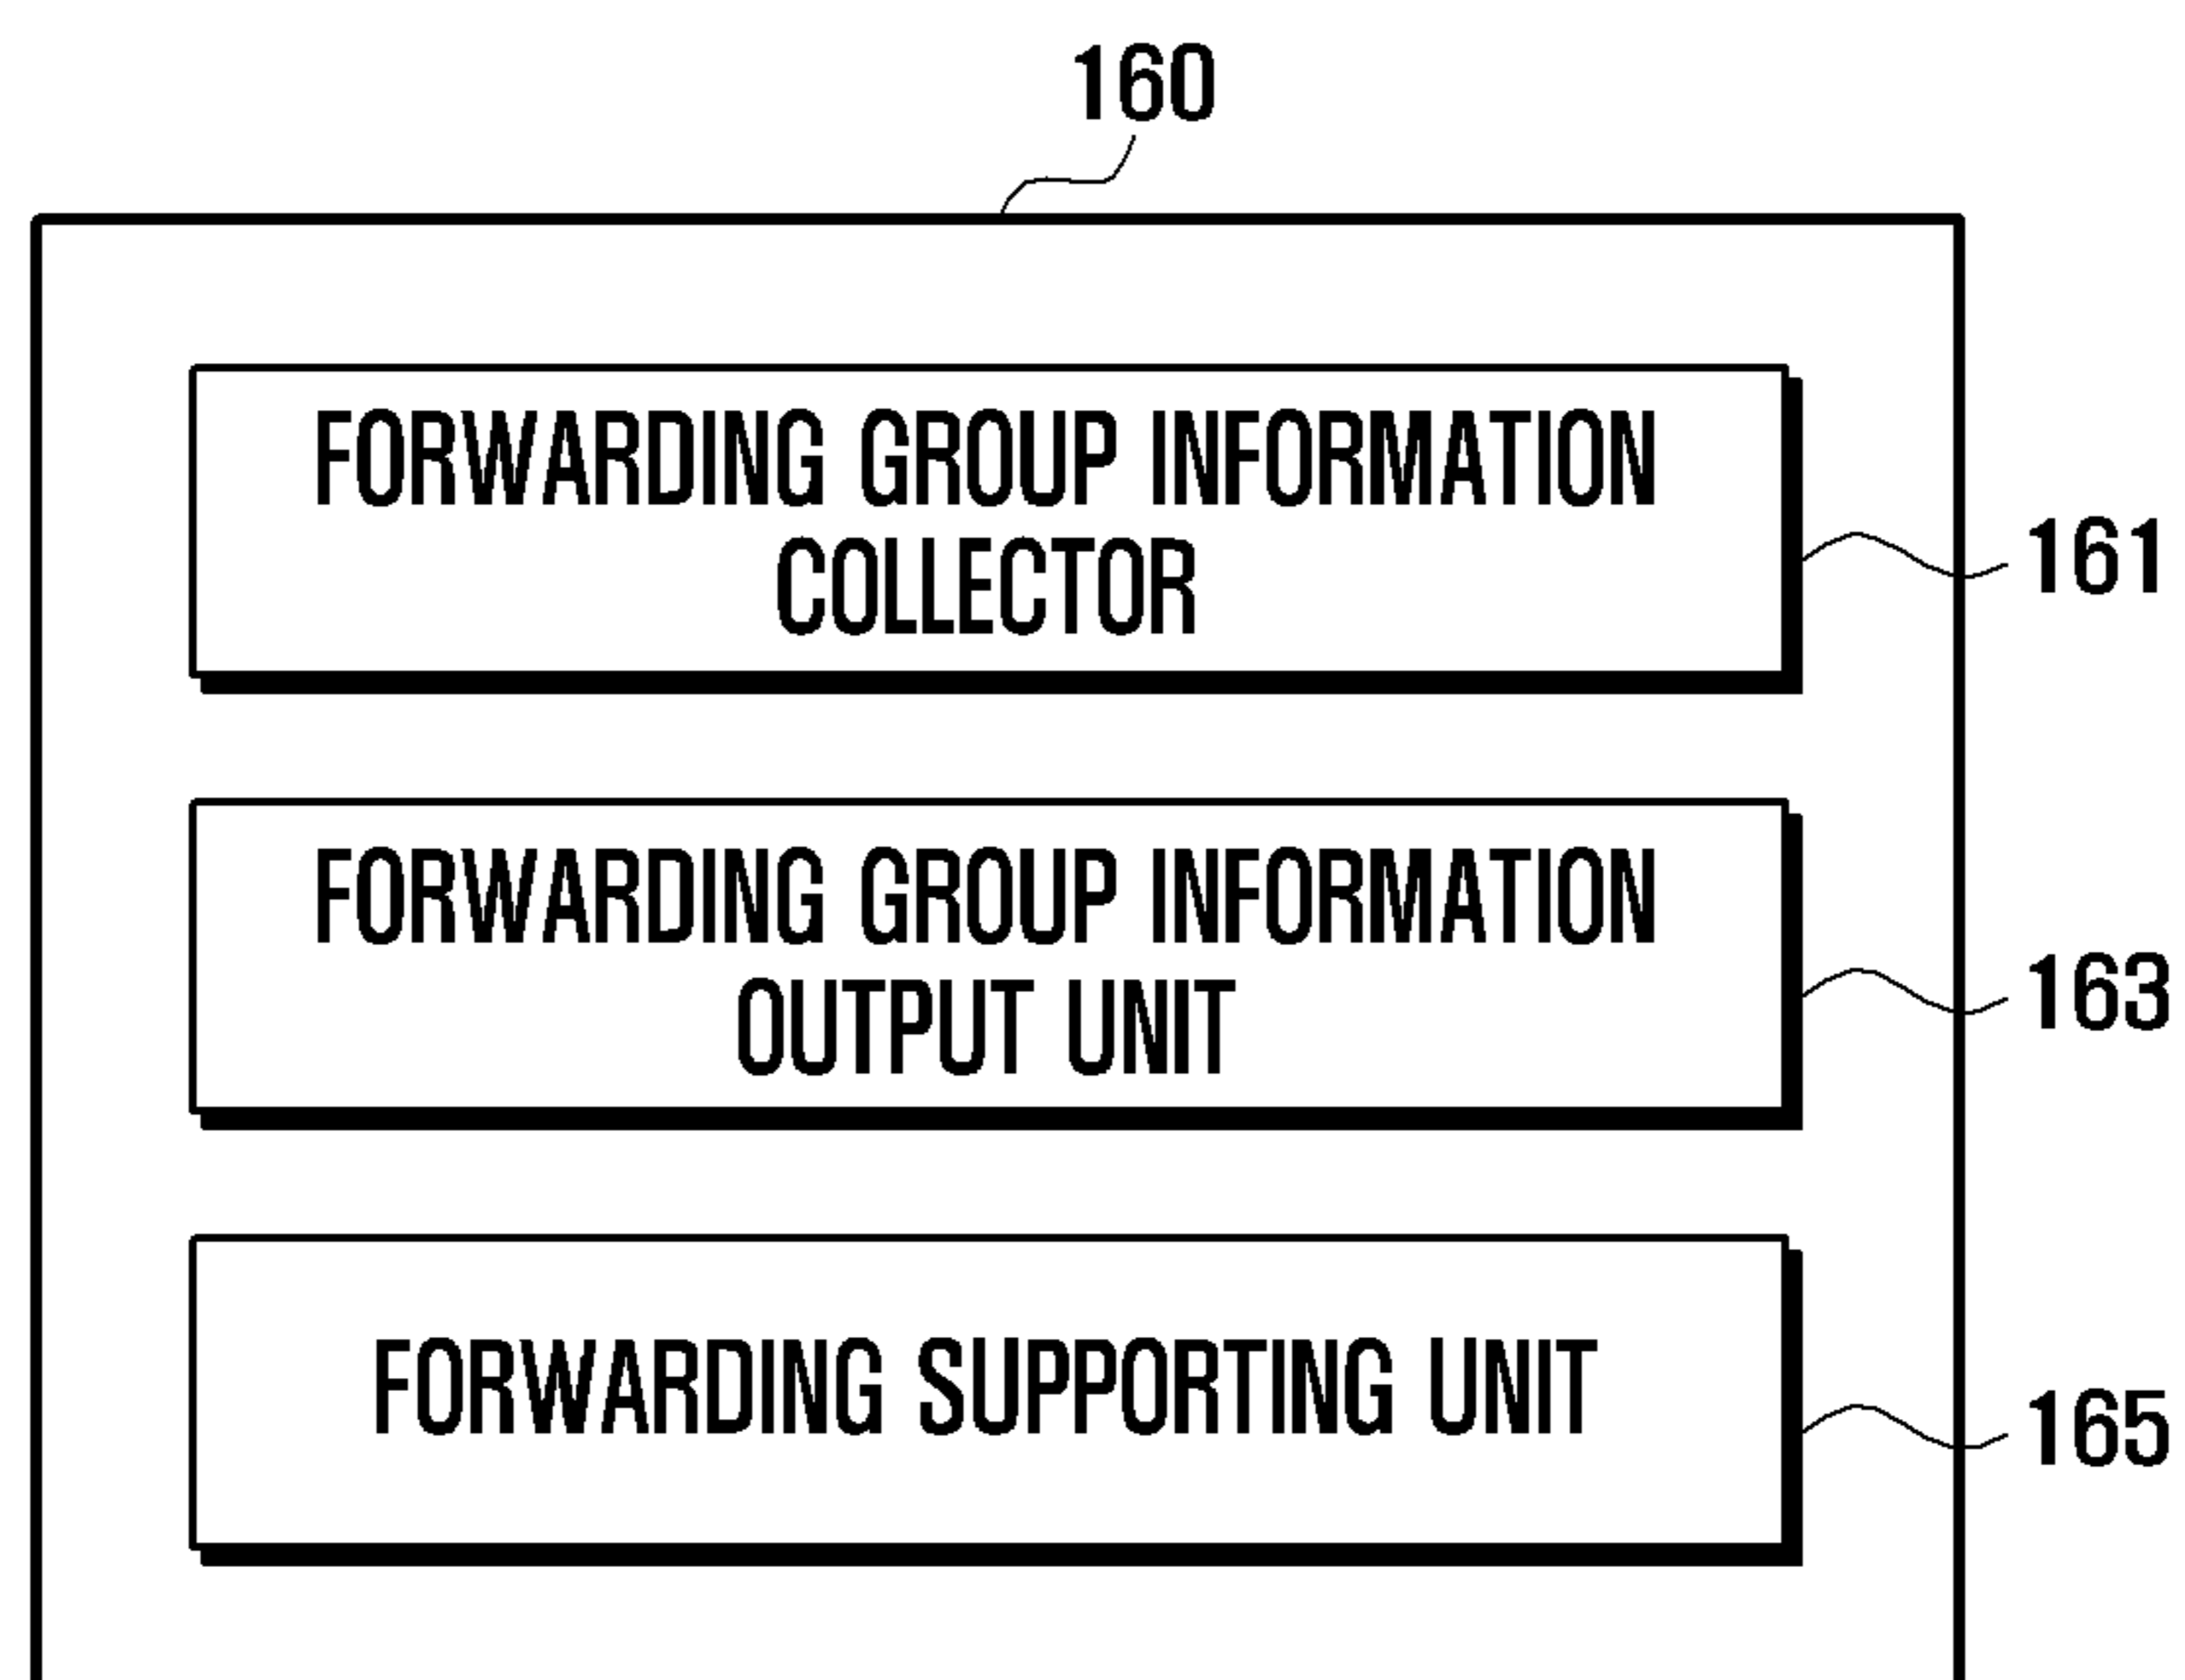 160
FORWARDING GROUP INFORMATION
COLLECTOR
161
FORWARDING GROUP INFORMATION
OUTPUT UNIT
163
FORWARDING SUPPORTING UNIT
165